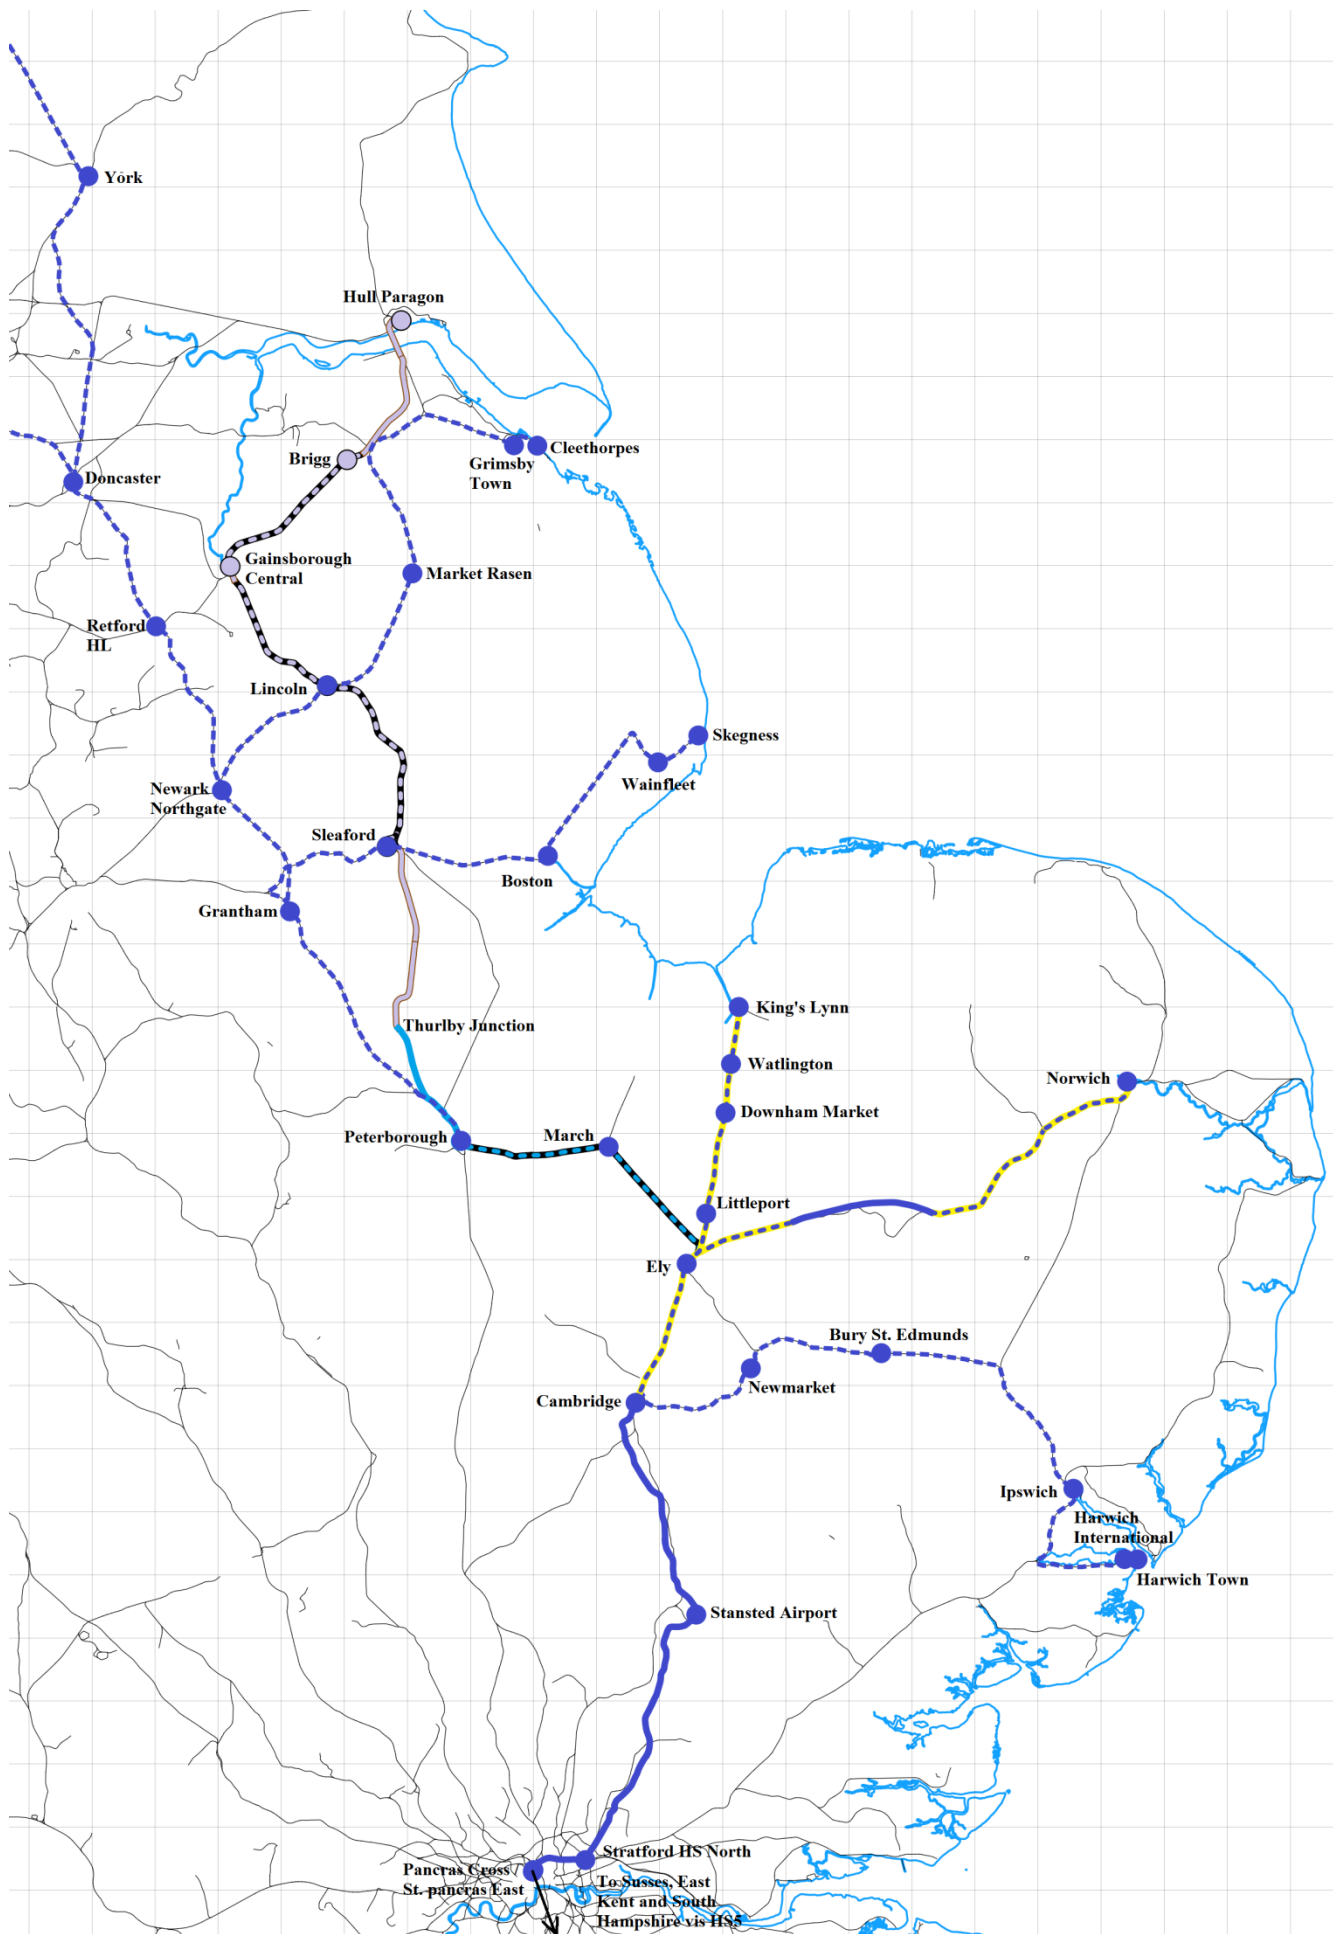 York
Hull Paragon
Brigg
Grimsby
Town
Cleethorpes
Doncaster
Gainsborough
Central
Market Rasen
Retford
HL
Lincoln
Skegness
Wainfleet
Newark
Northgate
Sleaford
Boston
Grantham
King's Lynn
Thurlby Junction
Watlington
Norwich
Downham Market
Peterborough
March
Littleport
Ely
Bury St. Edmunds
Newmarket
Cambridge
Ipswich
Harwich
International
Harwich Town
Stansted Airport
Stratford HS North
Pancras Cross
St. pancras East
To Susses, East
Kent and South
Hampshire vis HS5